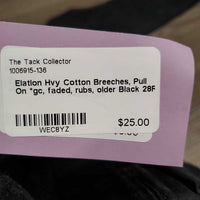 The Tack Collector
1006915-136
Elation Hvy Cotton Breeches, Pull
On *gc, faded, rubs, older Black 28R
WEC8YZ
$25.00